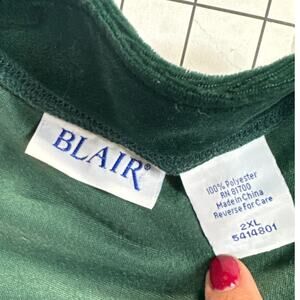 BLAIR®
100% Polyester
RN 81700
Made in China
Reverse For Care
2XL
5414801